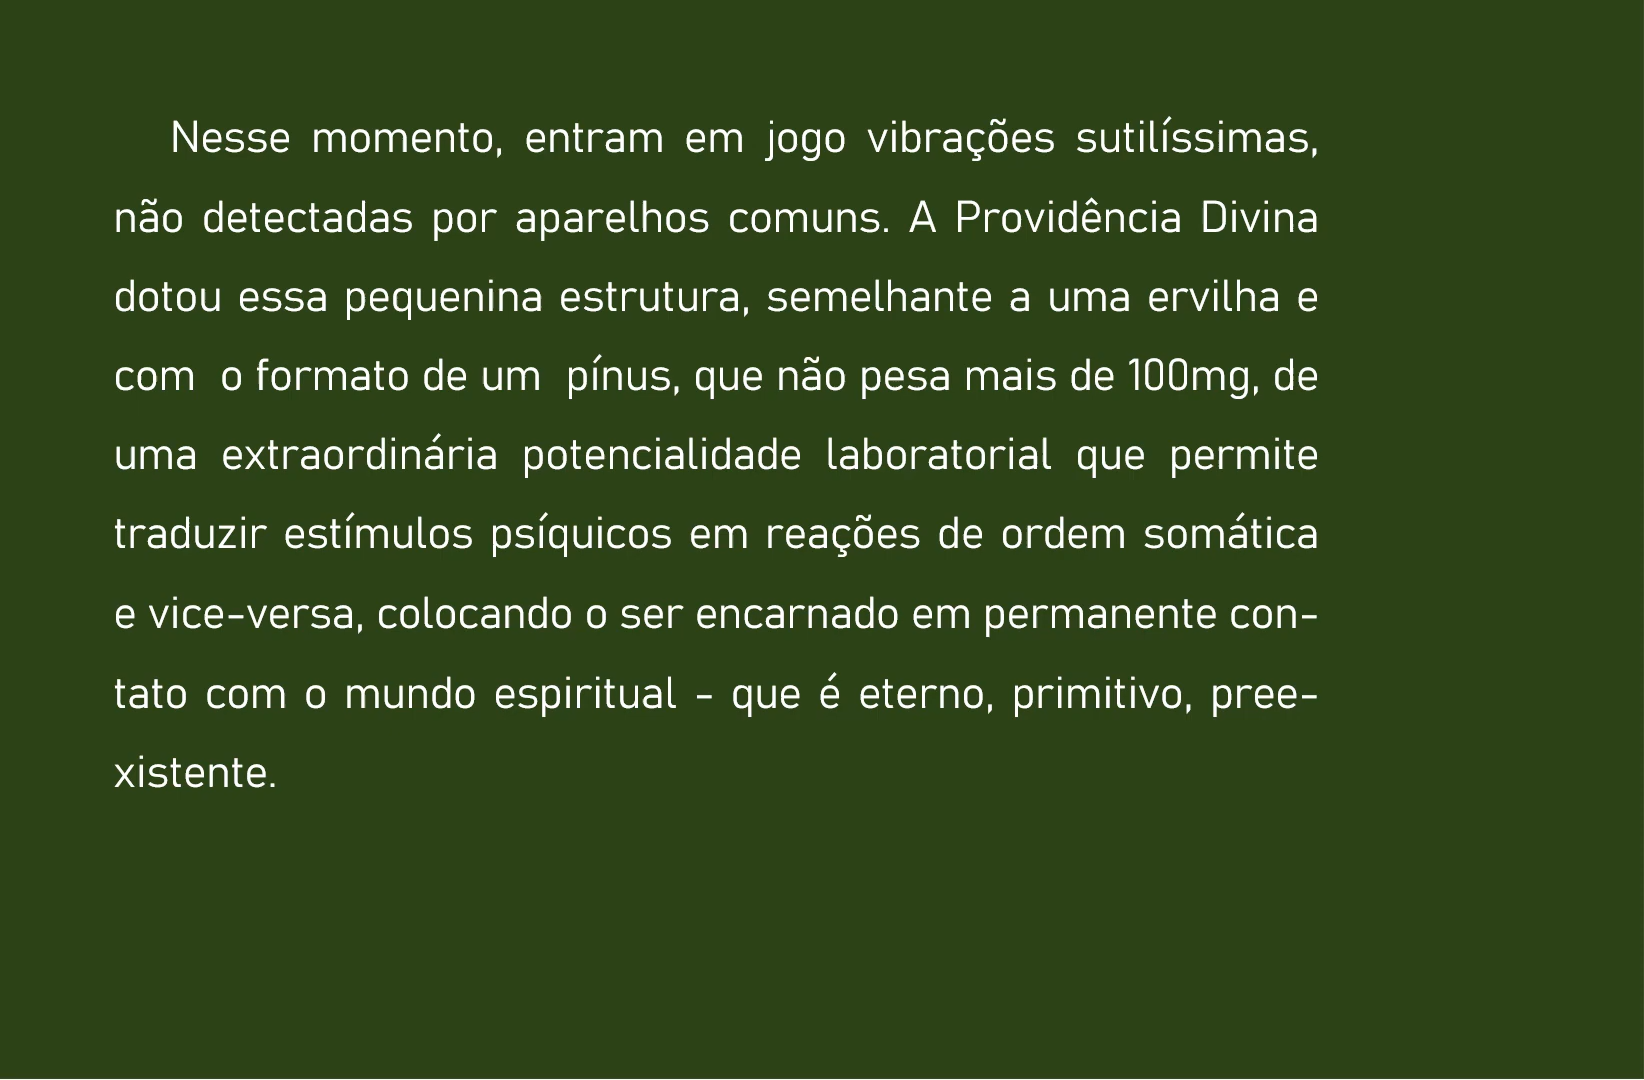 Nesse momento, entram em jogo vibrações sutilíssimas,
não detectadas por aparelhos comuns. A Providência Divina
dotou essa pequenina estrutura, semelhante a uma ervilha e
com  o formato de um  pínus, que não pesa mais de 100mg, de
uma extraordinária potencialidade laboratorial que permite
traduzir estímulos psíquicos em reações de ordem somática
e vice-versa, colocando o ser encarnado em permanente con-
tato com o mundo espiritual - que é eterno, primitivo, pree-
xistente.